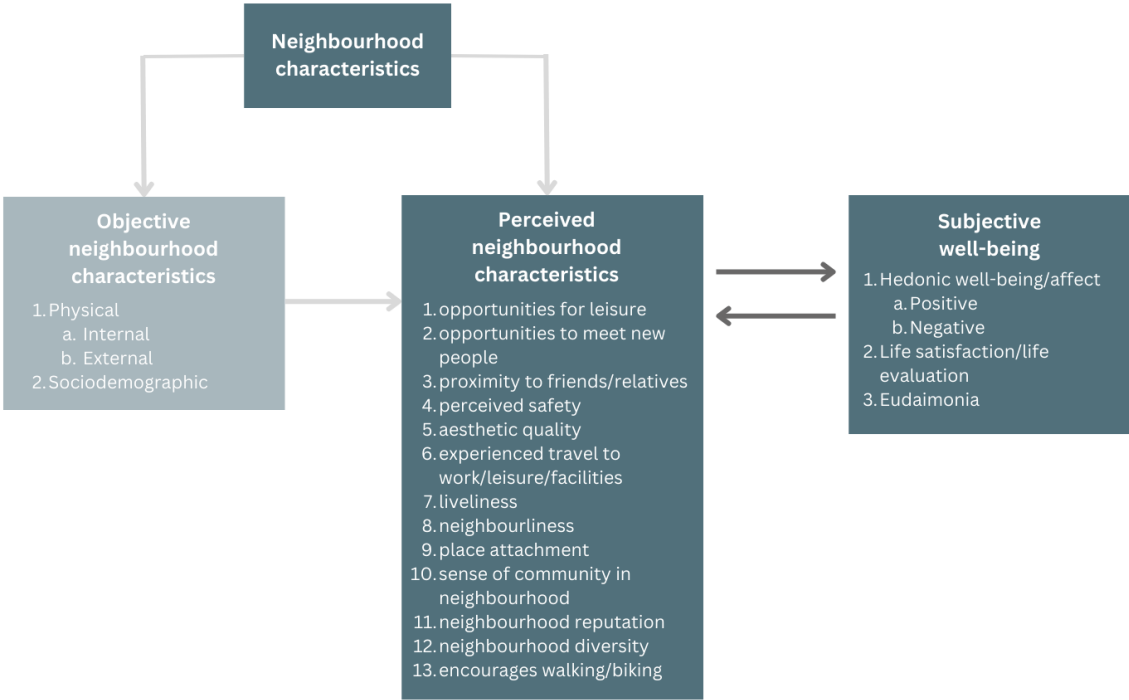 Neighbourhood
characteristics
Objective
neighbourhood
characteristics
1. Physical
a. Internal
b. External
2. Sociodemographic
Perceived
neighbourhood
characteristics
1. opportunities for leisure
2. opportunities to meet new
people
3. proximity to friends/relatives
4. perceived safety
5. aesthetic quality
6. experienced travel to
work/leisure/facilities
7. liveliness
8. neighbourliness
9. place attachment
10. sense of community in
neighbourhood
11. neighbourhood reputation
12. neighbourhood diversity
13. encourages walking/biking
Subjective
well-being
1. Hedonic well-being/affect
a. Positive
b. Negative
2. Life satisfaction/life
evaluation
3. Eudaimonia